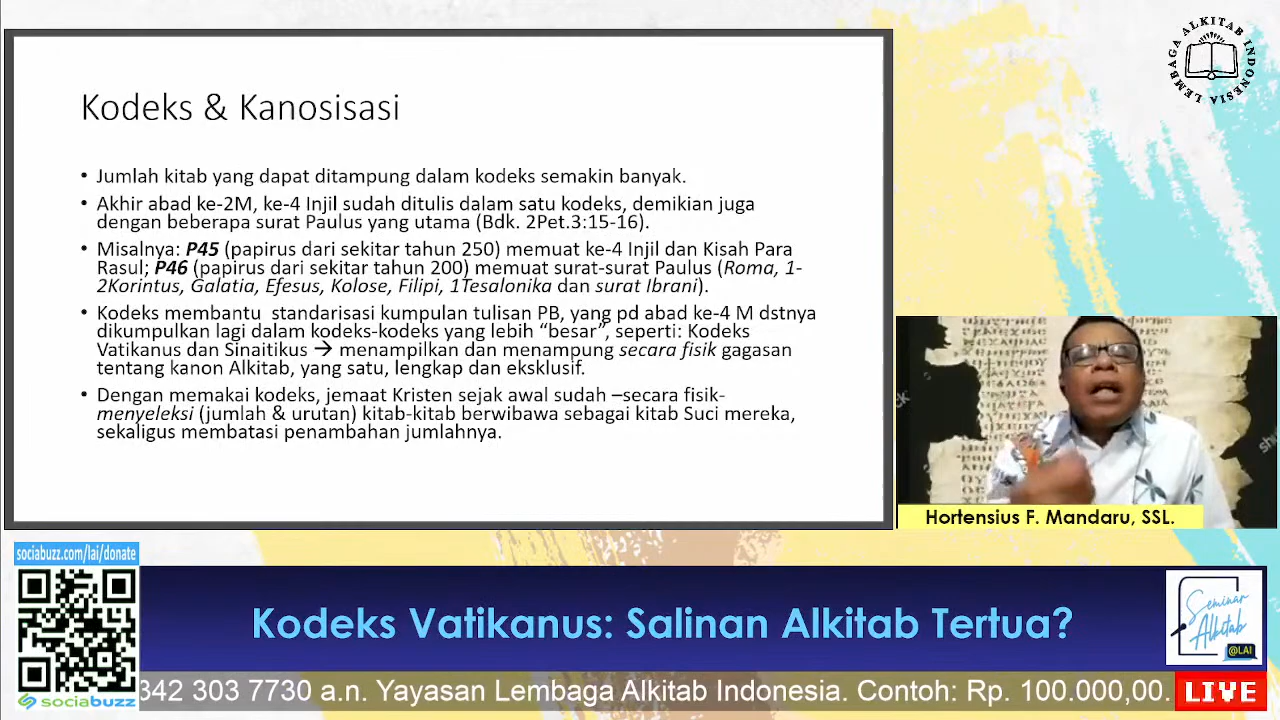 LEMBAGA ALKITAB INDONESIA
Kodeks & Kanosisasi
• Jumlah kitab yang dapat ditampung dalam kodeks semakin banyak.
• Akhir abad ke-2M, ke-4 Injil sudah ditulis dalam satu kodeks, demikian juga
dengan beberapa surat Paulus yang utama (Bdk. 2Pet.3:15-16).
• Misalnya: P45 (papirus dari sekitar tahun 250) memuat ke-4 Injil dan Kisah Para
Rasul; P46 (papirus dari sekitar tahun 200) memuat surat-surat Paulus (Roma, 1-
2Korintus, Galatia, Efesus, Kolose, Filipi, 1Tesalonika dan surat Ibrani).
• Kodeks membantu standarisasi kumpulan tulisan PB, yang pd abad ke-4 M dstnya
dikumpulkan lagi dalam kodeks-kodeks yang lebih “besar”, seperti: Kodeks
Vatikanus dan Sinaitikus → menampilkan dan menampung secara fisik gagasan
tentang kanon Alkitab, yang satu, lengkap dan eksklusif.
• Dengan memakai kodeks, jemaat Kristen sejak awal sudah –secara fisik-
menyeleksi (jumlah & urutan) kitab-kitab berwibawa sebagai kitab Suci mereka,
sekaligus membatasi penambahan jumlahnya.
Hortensius F. Mandaru, SSL.
sociabuzz.com/lai/donate
Kodeks Vatikanus: Salinan Alkitab Tertua?
Seminar
Alkitab
@LAI
sociabuzz
342 303 7730 a.n. Yayasan Lembaga Alkitab Indonesia. Contoh: Rp. 100.000,00.
LIVE